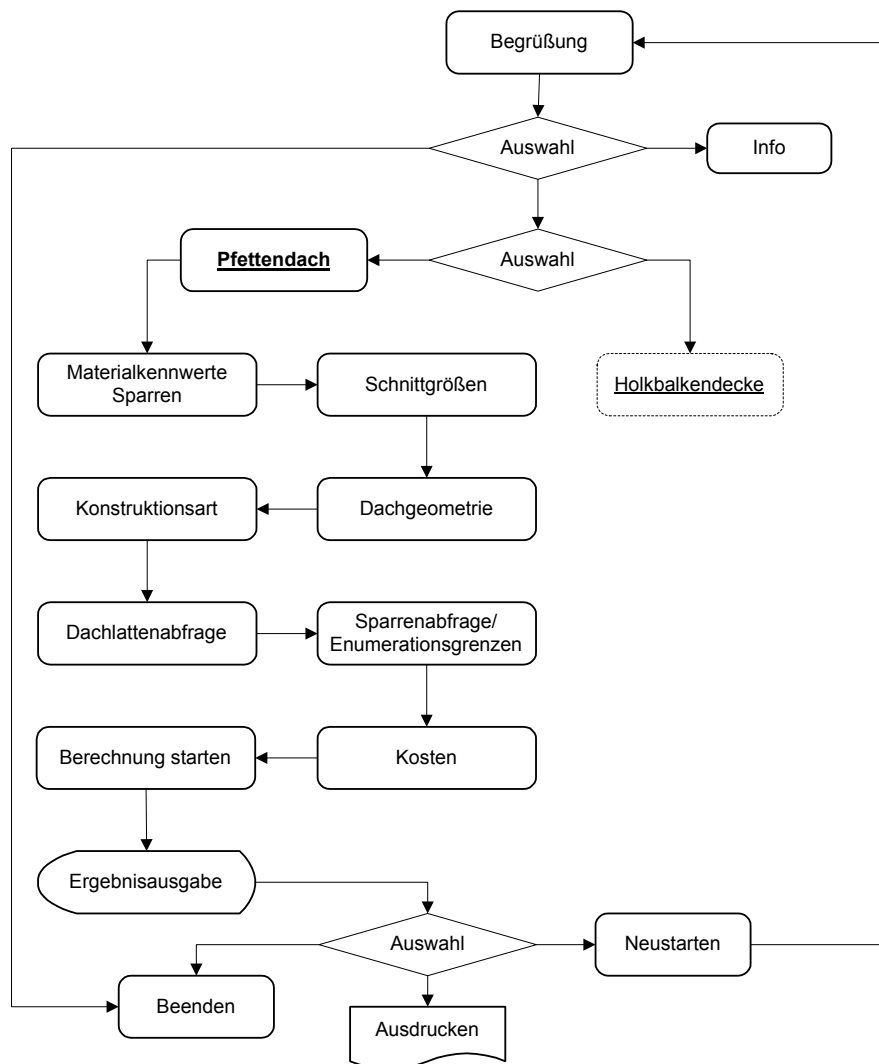 Begrüßung
Auswahl
Info
Pfettendach
Auswahl
Materialkennwerte
Sparren
Schnittgrößen
Holkbalkendecke
Konstruktionsart
Dachgeometrie
Dachlattenabfrage
Sparrenabfrage/
Enumerationsgrenzen
Berechnung starten
Kosten
Ergebnisausgabe
Auswahl
Neustarten
Beenden
Ausdrucken